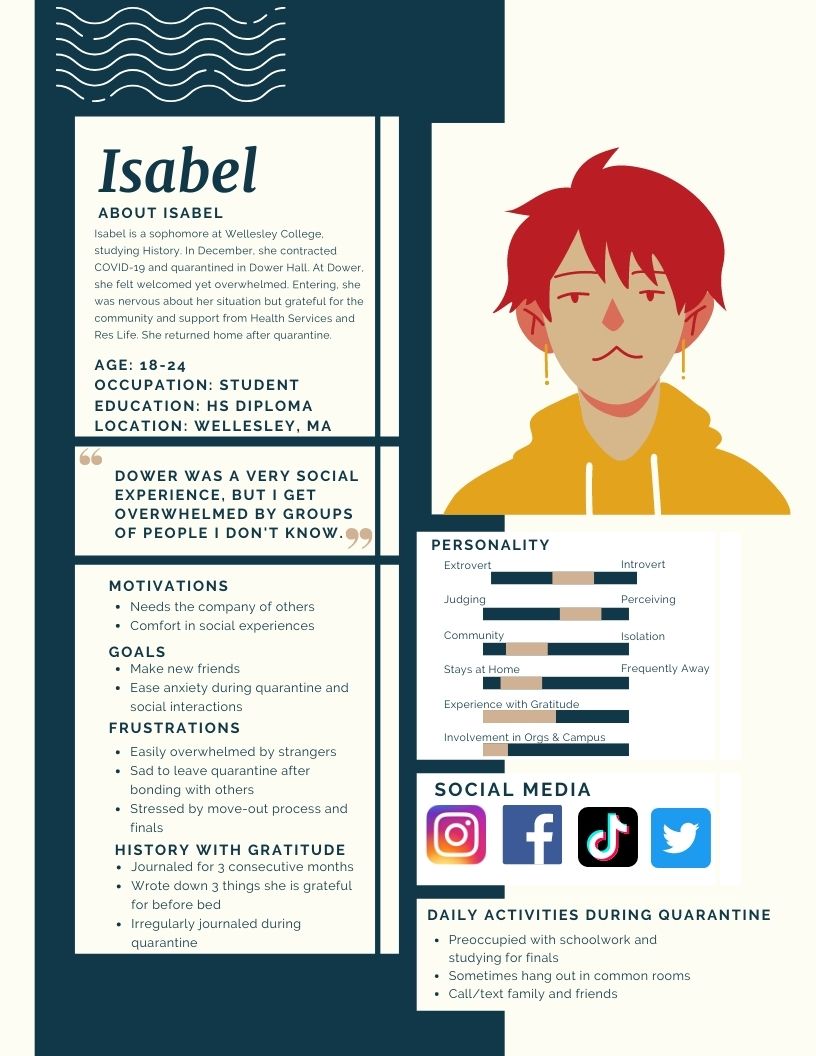 Isabel
ABOUT ISABEL
Isabel is a sophomore at Wellesley College,
studying History. In December, she contracted
COVID-19 and quarantined in Dower Hall. At Dower,
she felt welcomed yet overwhelmed. Entering, she
was nervous about her situation but grateful for the
community and support from Health Services and
Res Life. She returned home after quarantine.
AGE: 18-24
OCCUPATION: STUDENT
EDUCATION: HS DIPLOMA
LOCATION: WELLESLEY, MA
“
DOWER WAS A VERY SOCIAL
EXPERIENCE, BUT I GET
OVERWHELMED BY GROUPS
OF PEOPLE I DON'T KNOW.
”
MOTIVATIONS
• Needs the company of others
• Comfort in social experiences
GOALS
• Make new friends
• Ease anxiety during quarantine and
social interactions
FRUSTRATIONS
• Easily overwhelmed by strangers
• Sad to leave quarantine after
bonding with others
• Stressed by move-out process and
finals
HISTORY WITH GRATITUDE
• Journaled for 3 consecutive months
• Wrote down 3 things she is grateful
for before bed
• Irregularly journaled during
quarantine
PERSONALITY
Extrovert Introvert
Judging Perceiving
Community Isolation
Stays at Home Frequently Away
Experience with Gratitude
Involvement in Orgs & Campus
SOCIAL MEDIA
DAILY ACTIVITIES DURING QUARANTINE
• Preoccupied with schoolwork and
studying for finals
• Sometimes hang out in common rooms
• Call/text family and friends